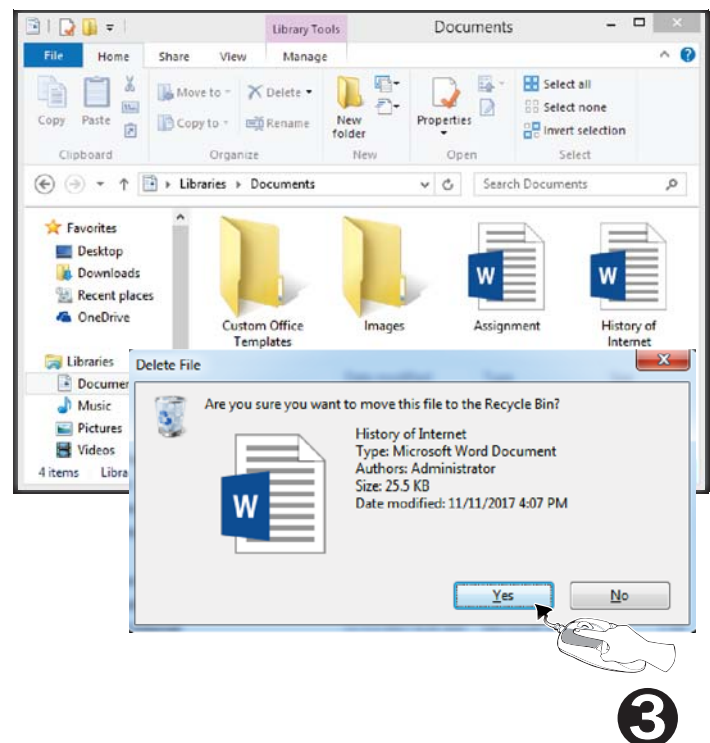 Library Tools Documents
File Home Share View Manage
Copy Paste Move to Copy to Delete Rename New folder Properties Select all Select none Invert selection
Clipboard Organize New Open Select
Libraries Documents Search Documents
Favorites
Desktop
Downloads
Recent places
OneDrive
Libraries
Documen
Music
Pictures
Videos
4 items Libra
Custom Office Templates
Images
W Assignment
W History of Internet
Delete File
Are you sure you want to move this file to the Recycle Bin?
W
History of Internet
Type: Microsoft Word Document
Authors: Administrator
Size: 25.5 KB
Date modified: 11/11/2017 4:07 PM
Yes No
3